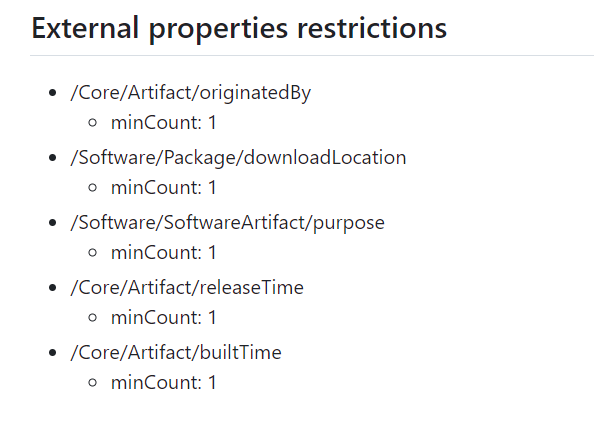 External properties restrictions
/Core/Artifact/originatedBy
minCount: 1
/Software/Package/downloadLocation
minCount: 1
/Software/SoftwareArtifact/purpose
minCount: 1
/Core/Artifact/releaseTime
minCount: 1
/Core/Artifact/builtTime
minCount: 1